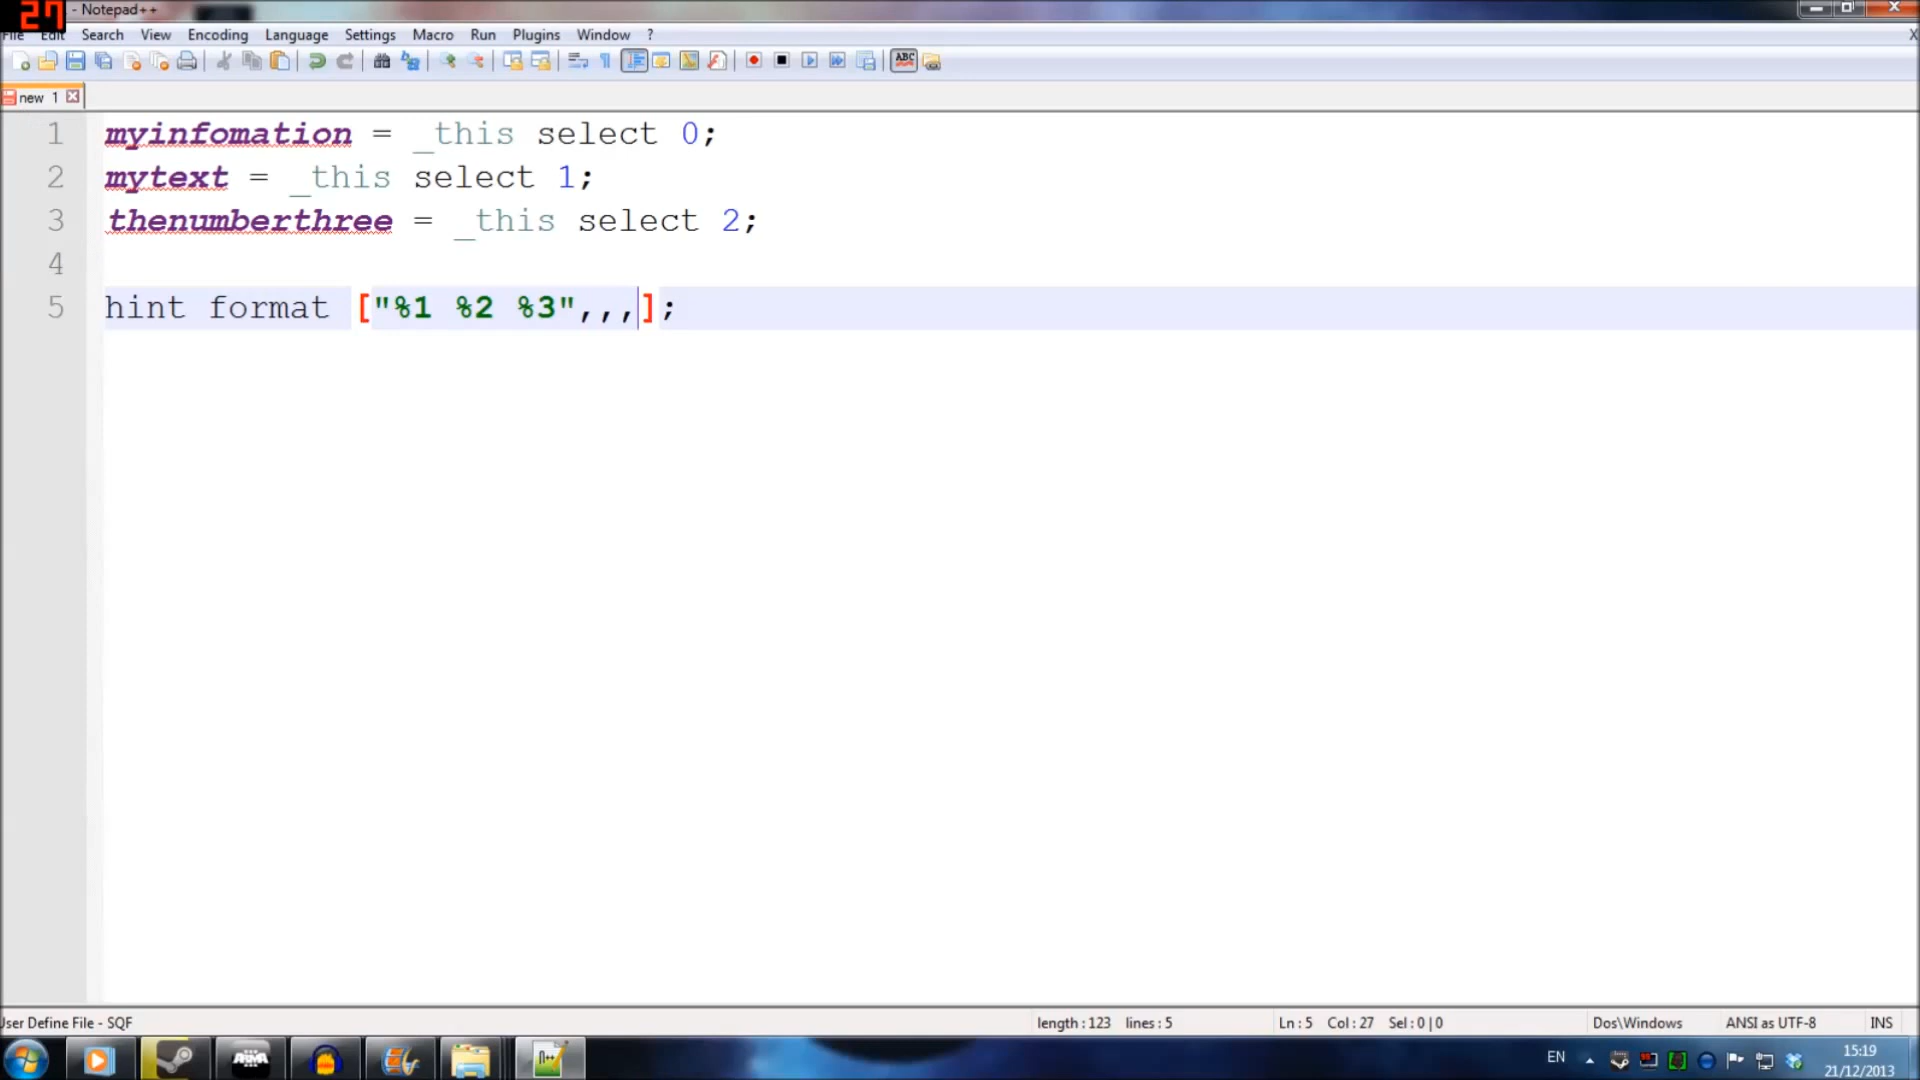 27 - Notepad++
File Edit Search View Encoding Language Settings Macro Run Plugins Window ? X
new 1
1 myinfomation = _this select 0;
2 mytext = _this select 1;
3 thenumberthree = _this select 2;
4
5 hint format ["%1 %2 %3",,,];
User Define File - SQF length : 123 lines : 5 Ln : 5 Col : 27 Sel : 0 | 0 Dos\Windows ANSI as UTF-8 INS
ARMA EN 15:19
21/12/2013